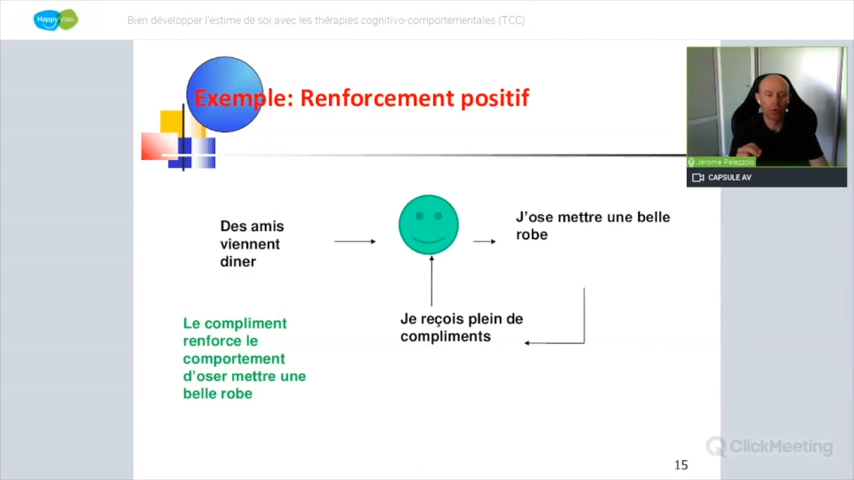 Happy Visio
Bien développer l'estime de soi avec les thérapies cognitivo-comportementales (TCC)
Exemple: Renforcement positif
Jerome Palazzolo
CAPSULE AV
Des amis
viennent
diner
J'ose mettre une belle
robe
Je reçois plein de
compliments
Le compliment
renforce le
comportement
d'oser mettre une
belle robe
15
ClickMeeting